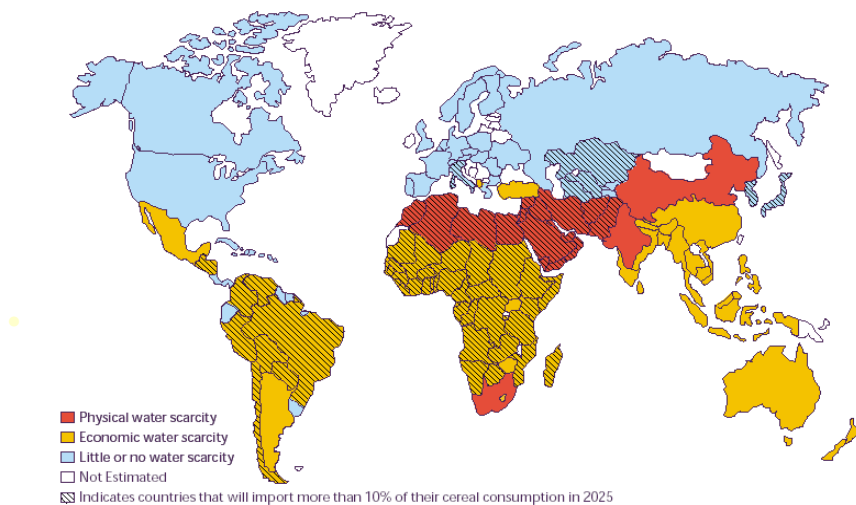 Physical water scarcity
Economic water scarcity
Little or no water scarcity
Not Estimated
Indicates countries that will import more than 10% of their cereal consumption in 2025